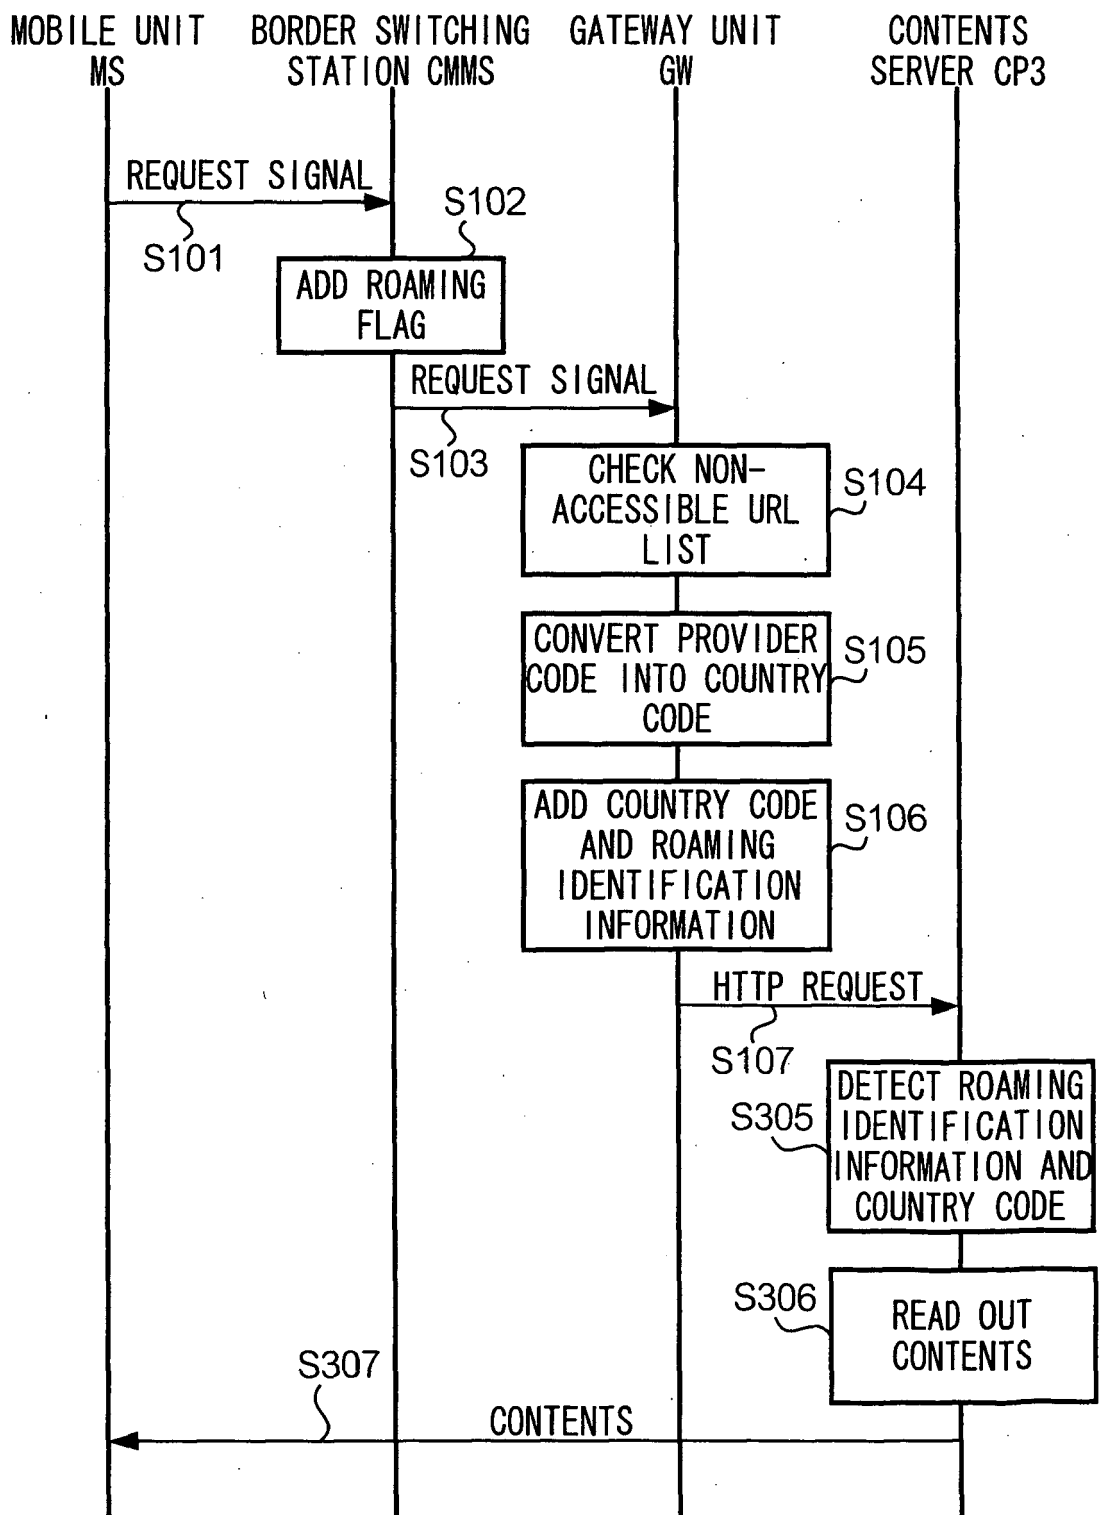 MOBILE UNIT
MS
BORDER SWITCHING
STATION CMMS
GATEWAY UNIT
GW
CONTENTS
SERVER CP3
REQUEST SIGNAL
S101
S102
ADD ROAMING
FLAG
REQUEST SIGNAL
S103
CHECK NON-
ACCESSIBLE URL
LIST
S104
CONVERT PROVIDER
CODE INTO COUNTRY
CODE
S105
ADD COUNTRY CODE
AND ROAMING
IDENTIFICATION
INFORMATION
S106
HTTP REQUEST
S107
DETECT ROAMING
IDENTIFICATION
INFORMATION AND
COUNTRY CODE
S305
S306
READ OUT
CONTENTS
S307
CONTENTS